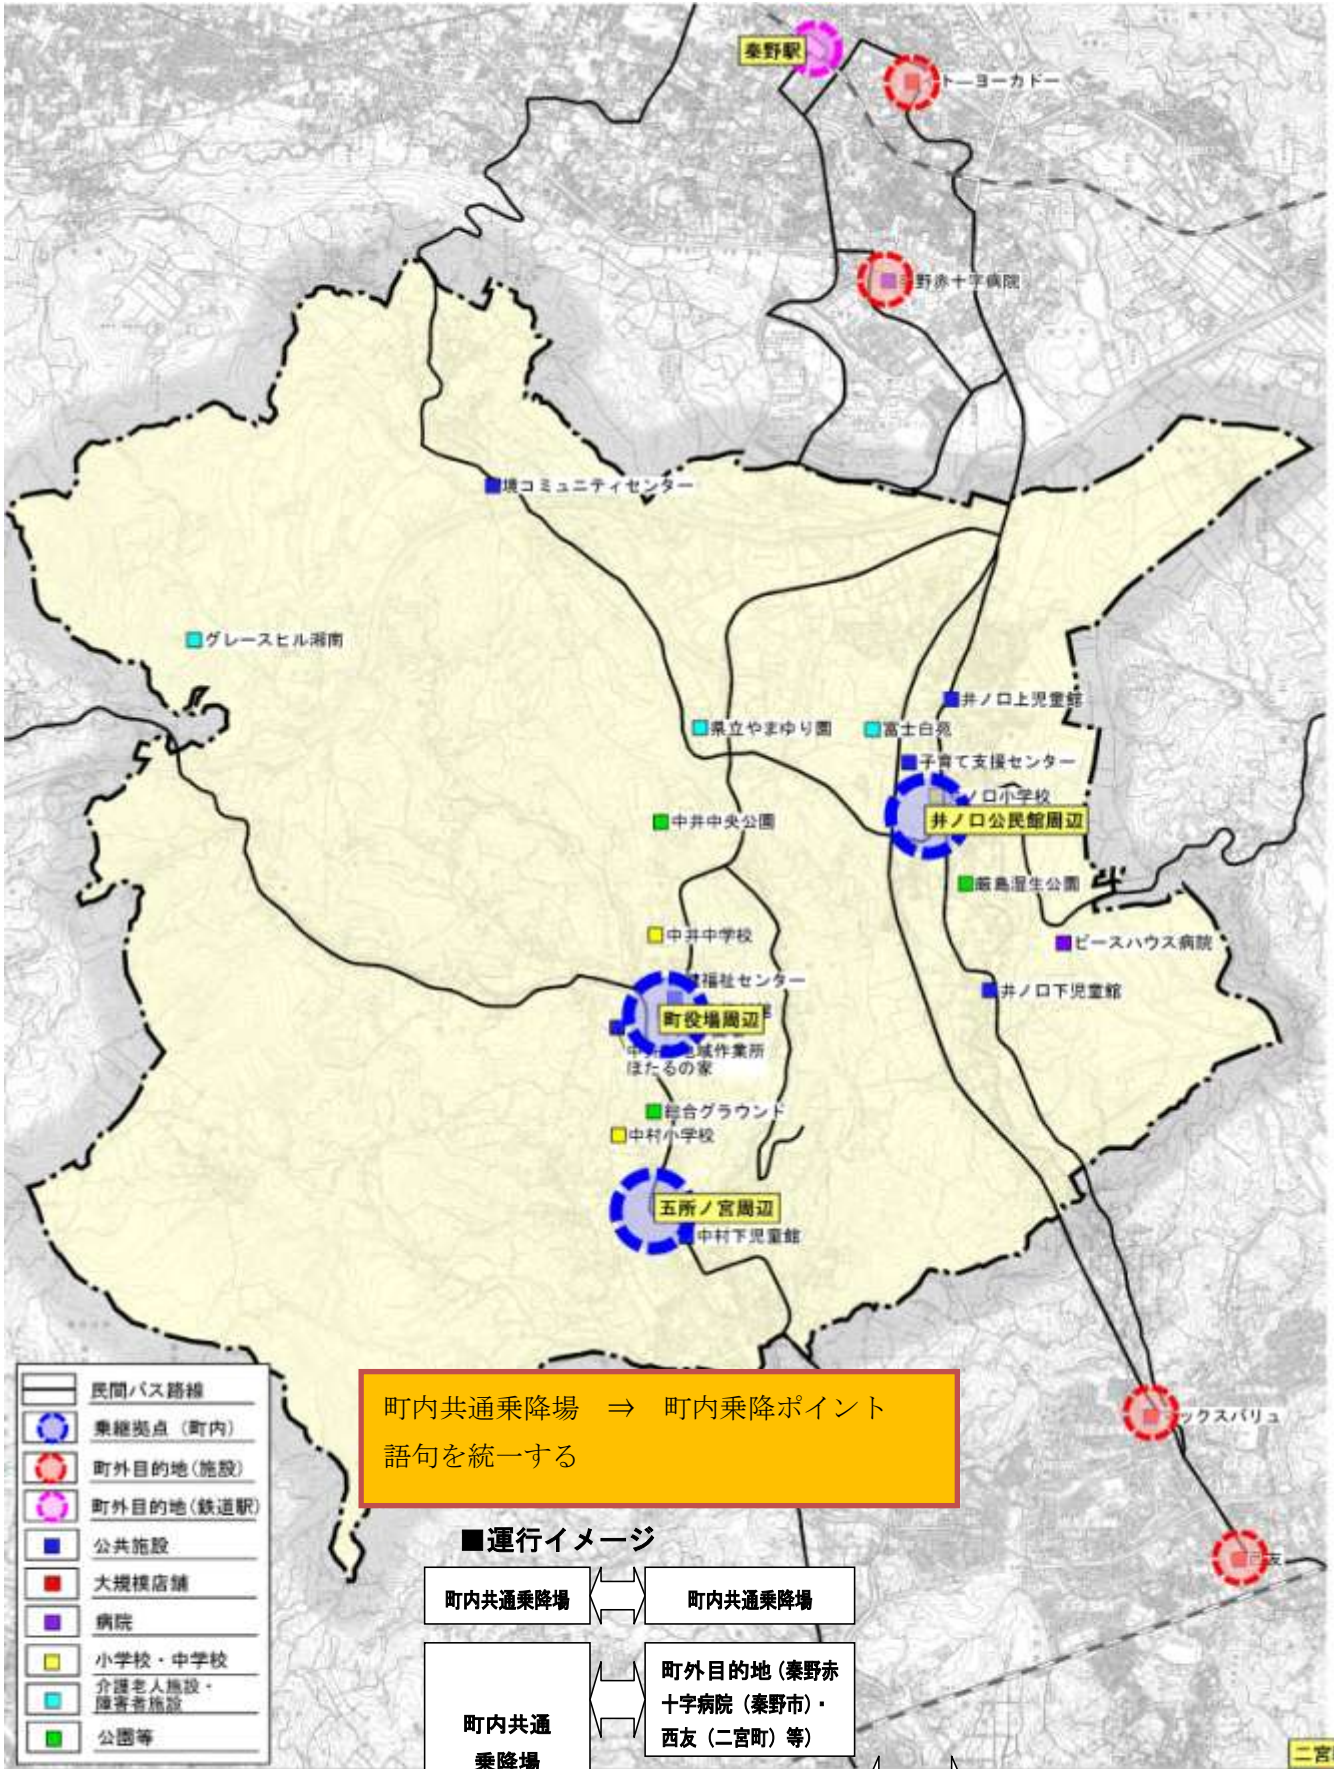 秦野駅
トーヨーカドー
野赤十字病院
境コミュニティセンター
グレースヒル湘南
井ノ口上児童館
県立やまゆり園
富士白苑
子育て支援センター
ノ口小学校
井ノ口公民館周辺
中井中央公園
厳島湿生公園
中井中学校
ピースハウス病院
福祉センター
井ノ口下児童館
町役場周辺
地域作業所
ほたるの家
総合グラウンド
中村小学校
五所ノ宮周辺
中村下児童館
民間バス路線
乗継拠点（町内）
町外目的地(施設)
町外目的地(鉄道駅)
公共施設
大規模店舗
病院
小学校・中学校
介護老人施設・
障害者施設
公園等
町内共通乗降場　⇒　町内乗降ポイント
語句を統一する
ックスバリュ
友
■運行イメージ
町内共通乗降場
町内共通乗降場
町内共通
乗降場
町外目的地（秦野赤
十字病院（秦野市）・
西友（二宮町）等）
二宮